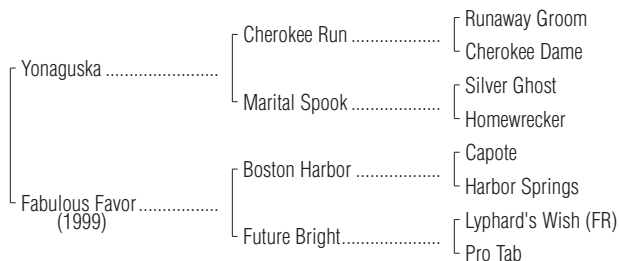 Runaway Groom
Cherokee Run ....................
Cherokee Dame
Yonaguska .........................
Silver Ghost
Marital Spook ....................
Homewrecker
Capote
Boston Harbor ...................
Harbor Springs
Fabulous Favor ..................
(1999)
Lyphard's Wish (FR)
Future Bright ......................
Pro Tab